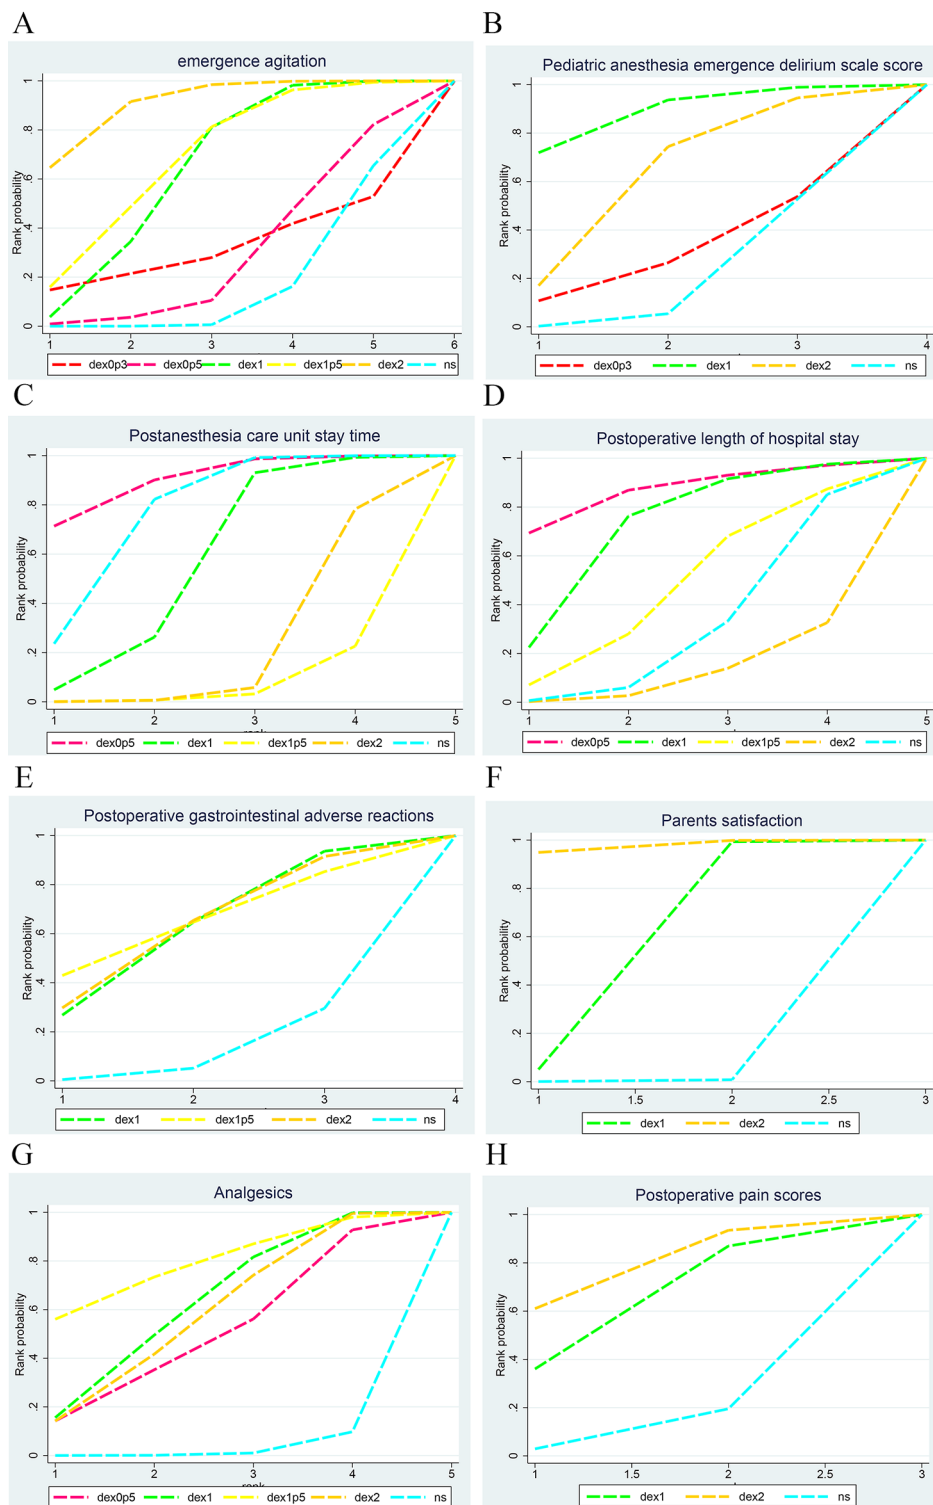 A
emergence agitation
Rank probability
1
.8
.6
.4
.2
0
1 2 3 4 5 6
dex0p3 dex0p5 dex1 dex1p5 dex2 ns
B
Pediatric anesthesia emergence delirium scale score
Rank probability
1
.8
.6
.4
.2
0
1 2 3 4
dex0p3 dex1 dex2 ns
C
Postanesthesia care unit stay time
Rank probability
1
.8
.6
.4
.2
0
1 2 3 4 5
dex0p5 dex1 dex1p5 dex2 ns
D
Postoperative length of hospital stay
Rank probability
1
.8
.6
.4
.2
0
1 2 3 4 5
dex0p5 dex1 dex1p5 dex2 ns
E
Postoperative gastrointestinal adverse reactions
Rank probability
1
.8
.6
.4
.2
0
1 2 3 4
dex1 dex1p5 dex2 ns
F
Parents satisfaction
Rank probability
1
.8
.6
.4
.2
0
1 1.5 2 2.5 3
dex1 dex2 ns
G
Analgesics
Rank probability
1
.8
.6
.4
.2
0
1 2 3 4 5
dex0p5 dex1 dex1p5 dex2 ns
H
Postoperative pain scores
Rank probability
1
.8
.6
.4
.2
0
1 1.5 2 2.5 3
dex1 dex2 ns